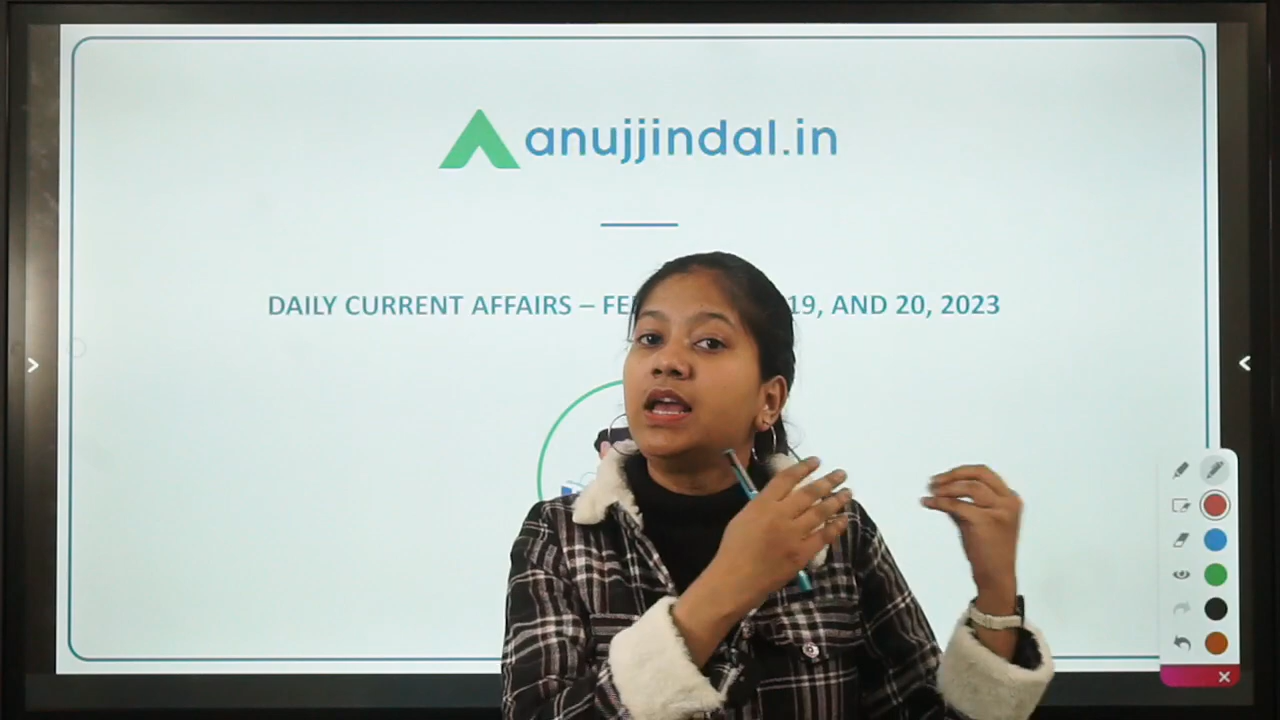 anujjindal.in
DAILY CURRENT AFFAIRS – FE 19, AND 20, 2023